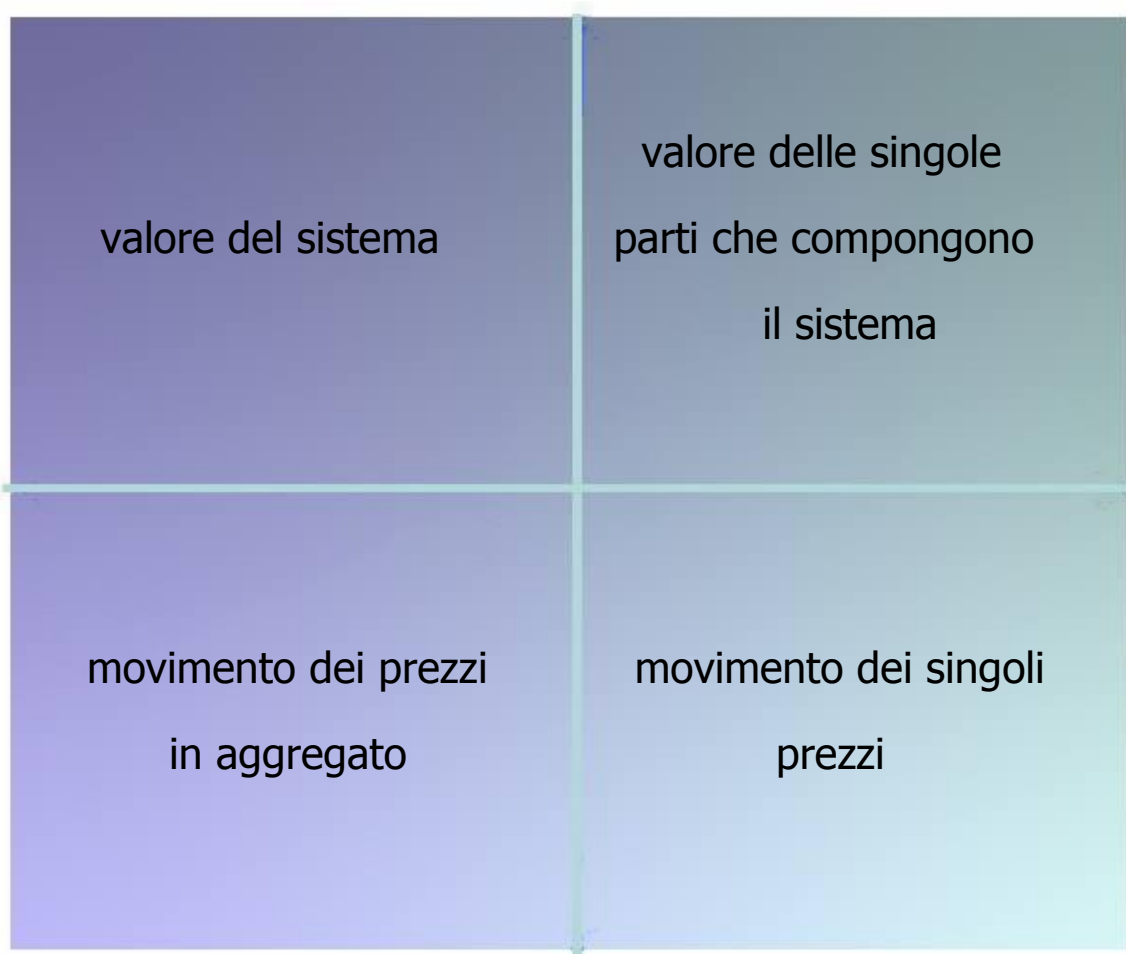 valore del sistema
valore delle singole
parti che compongono
il sistema
movimento dei prezzi
in aggregato
movimento dei singoli
prezzi